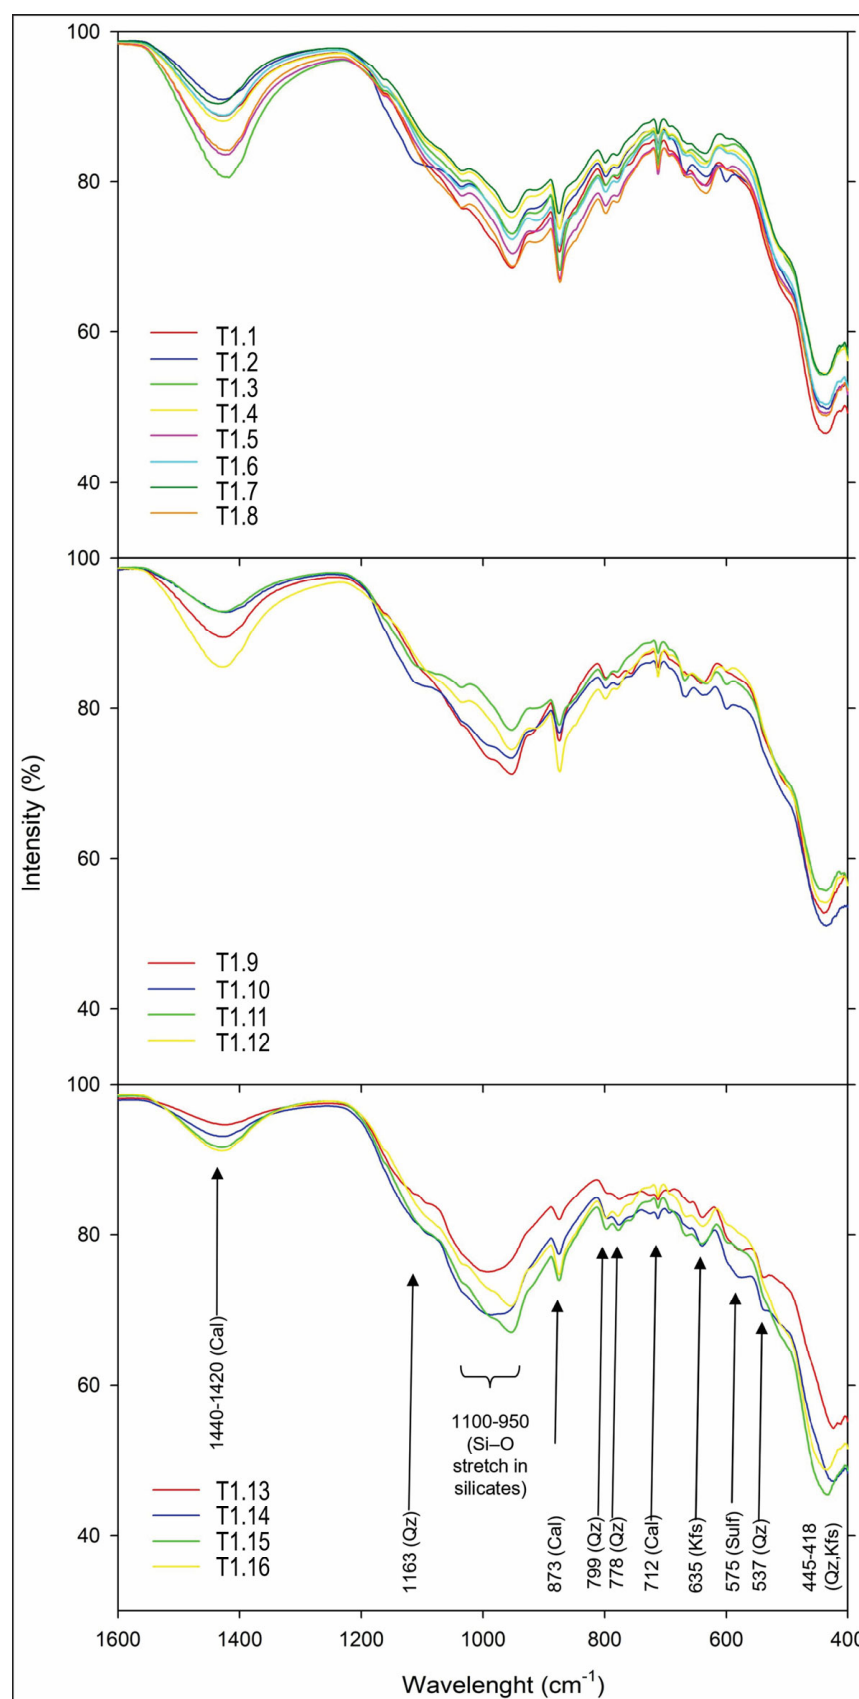 100
80
60
40
T1.1
T1.2
T1.3
T1.4
T1.5
T1.6
T1.7
T1.8
100
80
60
40
T1.9
T1.10
T1.11
T1.12
Intensity (%)
100
80
60
40
1440-1420 (Cal)
1163 (Qz)
1100-950
(Si–O
stretch in
silicates)
873 (Cal)
799 (Qz)
778 (Qz)
712 (Cal)
635 (Kfs)
575 (Sulf)
537 (Qz)
445-418
(Qz,Kfs)
T1.13
T1.14
T1.15
T1.16
1600 1400 1200 1000 800 600 400
Wavelenght (cm⁻¹)